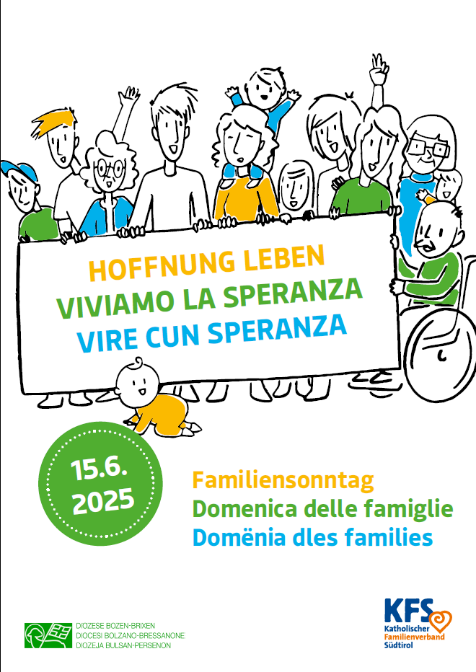 HOFFNUNG LEBEN
VIVIAMO LA SPERANZA
VIRE CUN SPERANZA
15.6.
2025
Familiensonntag
Domenica delle famiglie
Domënia dles families
DIOZESE BOZEN-BRIXEN
DIOCESI BOLZANO-BRESSANONE
DIOZEJA BULSAN-PERSENON
KFS
Katholischer
Familienverband
Südtirol